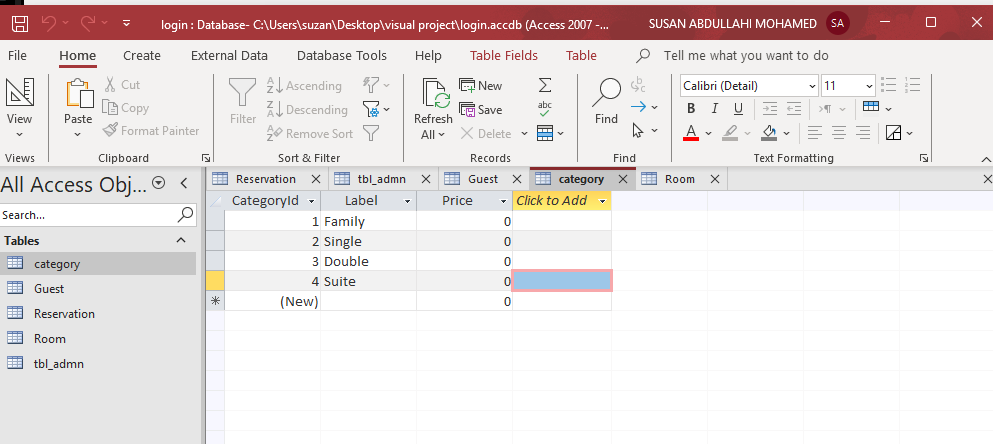 login : Database- C:\Users\suzan\Desktop\visual project\login.accdb (Access 2007 -...
SUSAN ABDULLAHI MOHAMED SA
File Home Create External Data Database Tools Help Table Fields Table Tell me what you want to do
View
Views
Paste
Cut
Copy
Format Painter
Clipboard
Filter
Ascending
Descending
Remove Sort
Sort & Filter
Refresh
All
New
Save
Delete
abc
Records
Find
Find
Calibri (Detail) 11
B I U
A
Text Formatting
All Access Obj...
Search...
Tables
category
Guest
Reservation
Room
tbl_admn
Reservation tbl_admn Guest category Room
CategoryId Label Price Click to Add
1 Family 0
2 Single 0
3 Double 0
4 Suite 0
(New) 0